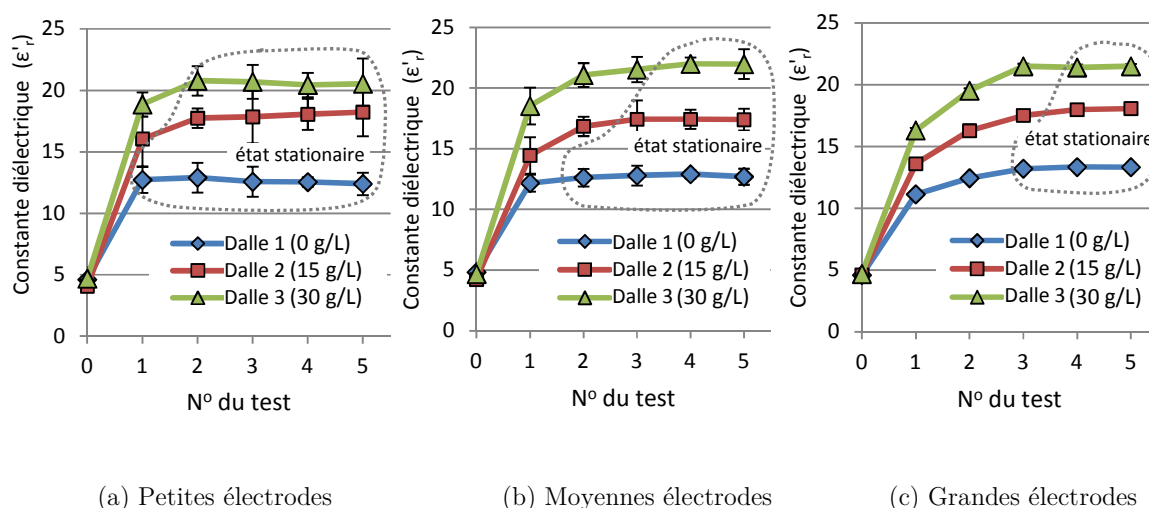 Constante diélectrique (ε'r)
25
20
15
10
5
0
état stationaire
Dalle 1 (0 g/L)
Dalle 2 (15 g/L)
Dalle 3 (30 g/L)
0 1 2 3 4 5
Nº du test
(a) Petites électrodes
Constante diélectrique (ε'r)
25
20
15
10
5
0
état stationaire
Dalle 1 (0 g/L)
Dalle 2 (15 g/L)
Dalle 3 (30 g/L)
0 1 2 3 4 5
Nº du test
(b) Moyennes électrodes
Constante diélectrique (ε'r)
25
20
15
10
5
0
état stationaire
Dalle 1 (0 g/L)
Dalle 2 (15 g/L)
Dalle 3 (30 g/L)
0 1 2 3 4 5
Nº du test
(c) Grandes électrodes